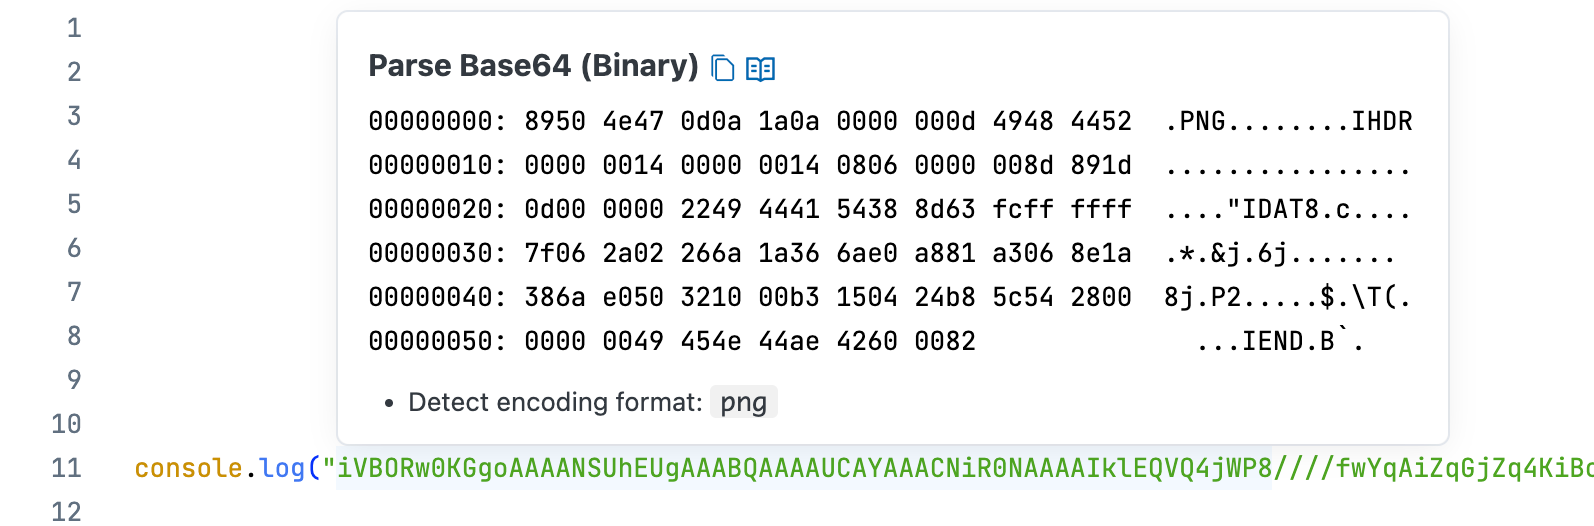 1
2
3
4
5
6
7
8
9
10
11
12
Parse Base64 (Binary)
00000000: 8950 4e47 0d0a 1a0a 0000 000d 4948 4452  .PNG........IHDR
00000010: 0000 0014 0000 0014 0806 0000 008d 891d  ................
00000020: 0d00 0000 2249 4441 5438 8d63 fcff ffff  ...."IDAT8.c....
00000030: 7f06 2a02 266a 1a36 6ae0 a881 a306 8e1a  .*.&j.6j.......
00000040: 386a e050 3210 00b3 1504 24b8 5c54 2800  8j.P2.....$.\T(.
00000050: 0000 0049 454e 44ae 4260 0082  ...IEND.B`.
• Detect encoding format: png
console.log("iVBORw0KGgoAAAANSUhEUgAAABQAAAAUCAYAAACNiR0NAAAAIklEQVQ4jWP8////fwYqAiZqGjZq4KiBo